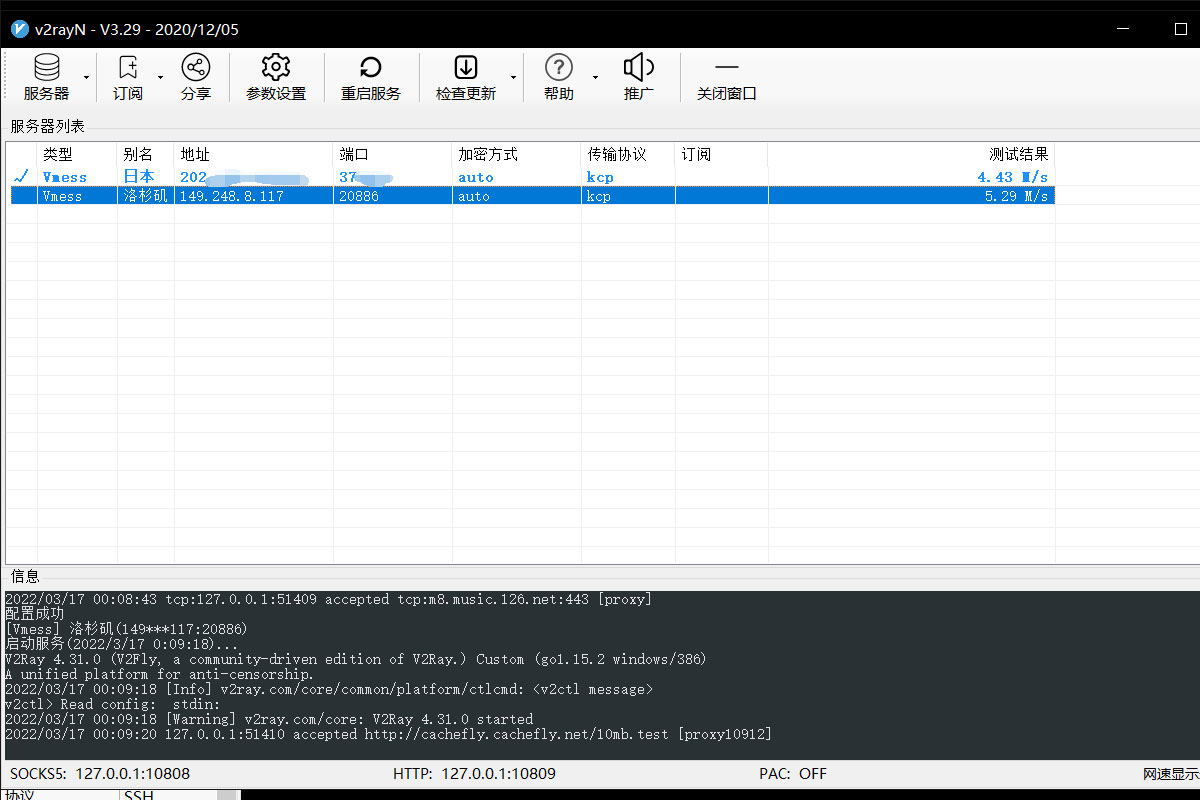 v2rayN - V3.29 - 2020/12/05
服务器 订阅 分享 参数设置 重启服务 检查更新 帮助 推广 关闭窗口
服务器列表
类型 别名 地址 端口 加密方式 传输协议 订阅 测试结果
Vmess 日本 202 37 auto kcp 4.43 M/s
Vmess 洛杉矶 149.248.8.117 20886 auto kcp 5.29 M/s
信息
2022/03/17 00:08:43 tcp:127.0.0.1:51409 accepted tcp:m8.music.126.net:443 [proxy]
配置成功
[Vmess] 洛杉矶(149***117:20886)
启动服务(2022/3/17 0:09:18)...
V2Ray 4.31.0 (V2Fly, a community-driven edition of V2Ray.) Custom (go1.15.2 windows/386)
A unified platform for anti-censorship.
2022/03/17 00:09:18 [Info] v2ray.com/core/common/platform/ctlcmd: <v2ctl message>
v2ctl> Read config:  stdin:
2022/03/17 00:09:18 [Warning] v2ray.com/core: V2Ray 4.31.0 started
2022/03/17 00:09:20 127.0.0.1:51410 accepted http://cachefly.cachefly.net/10mb.test [proxy10912]
SOCKS5: 127.0.0.1:10808 HTTP: 127.0.0.1:10809 PAC: OFF 网速显示
协议 SSH